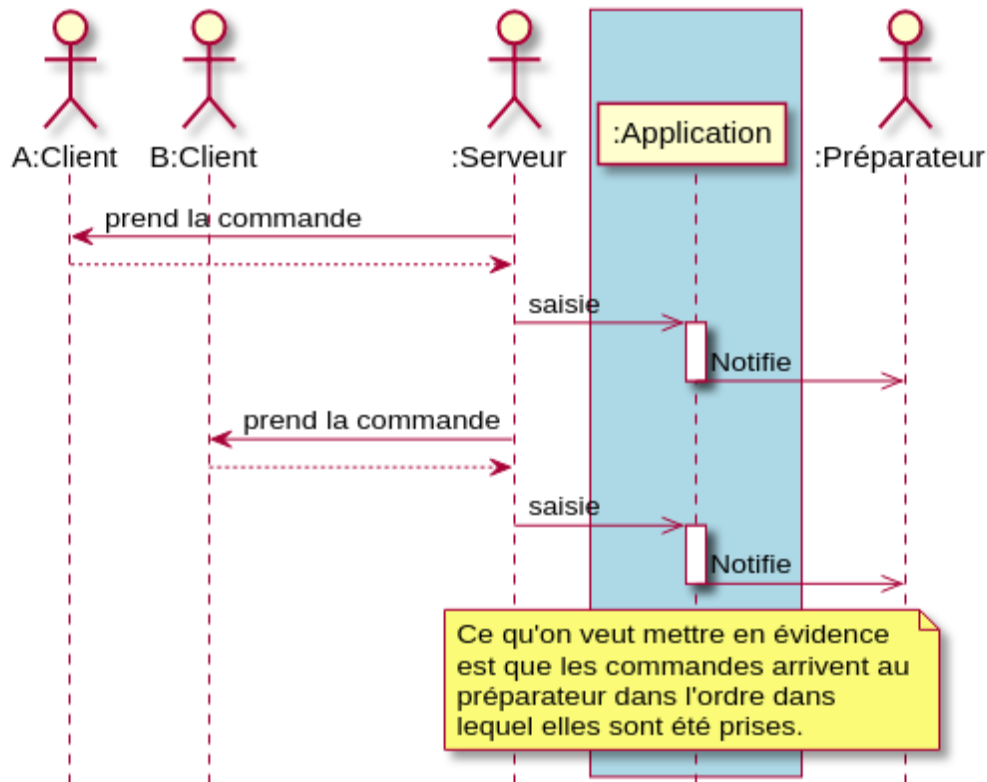 A:Client
B:Client
:Serveur
:Application
:Préparateur
prend la commande
saisie
Notifie
prend la commande
saisie
Notifie
Ce qu'on veut mettre en évidence
est que les commandes arrivent au
préparateur dans l'ordre dans
lequel elles sont été prises.